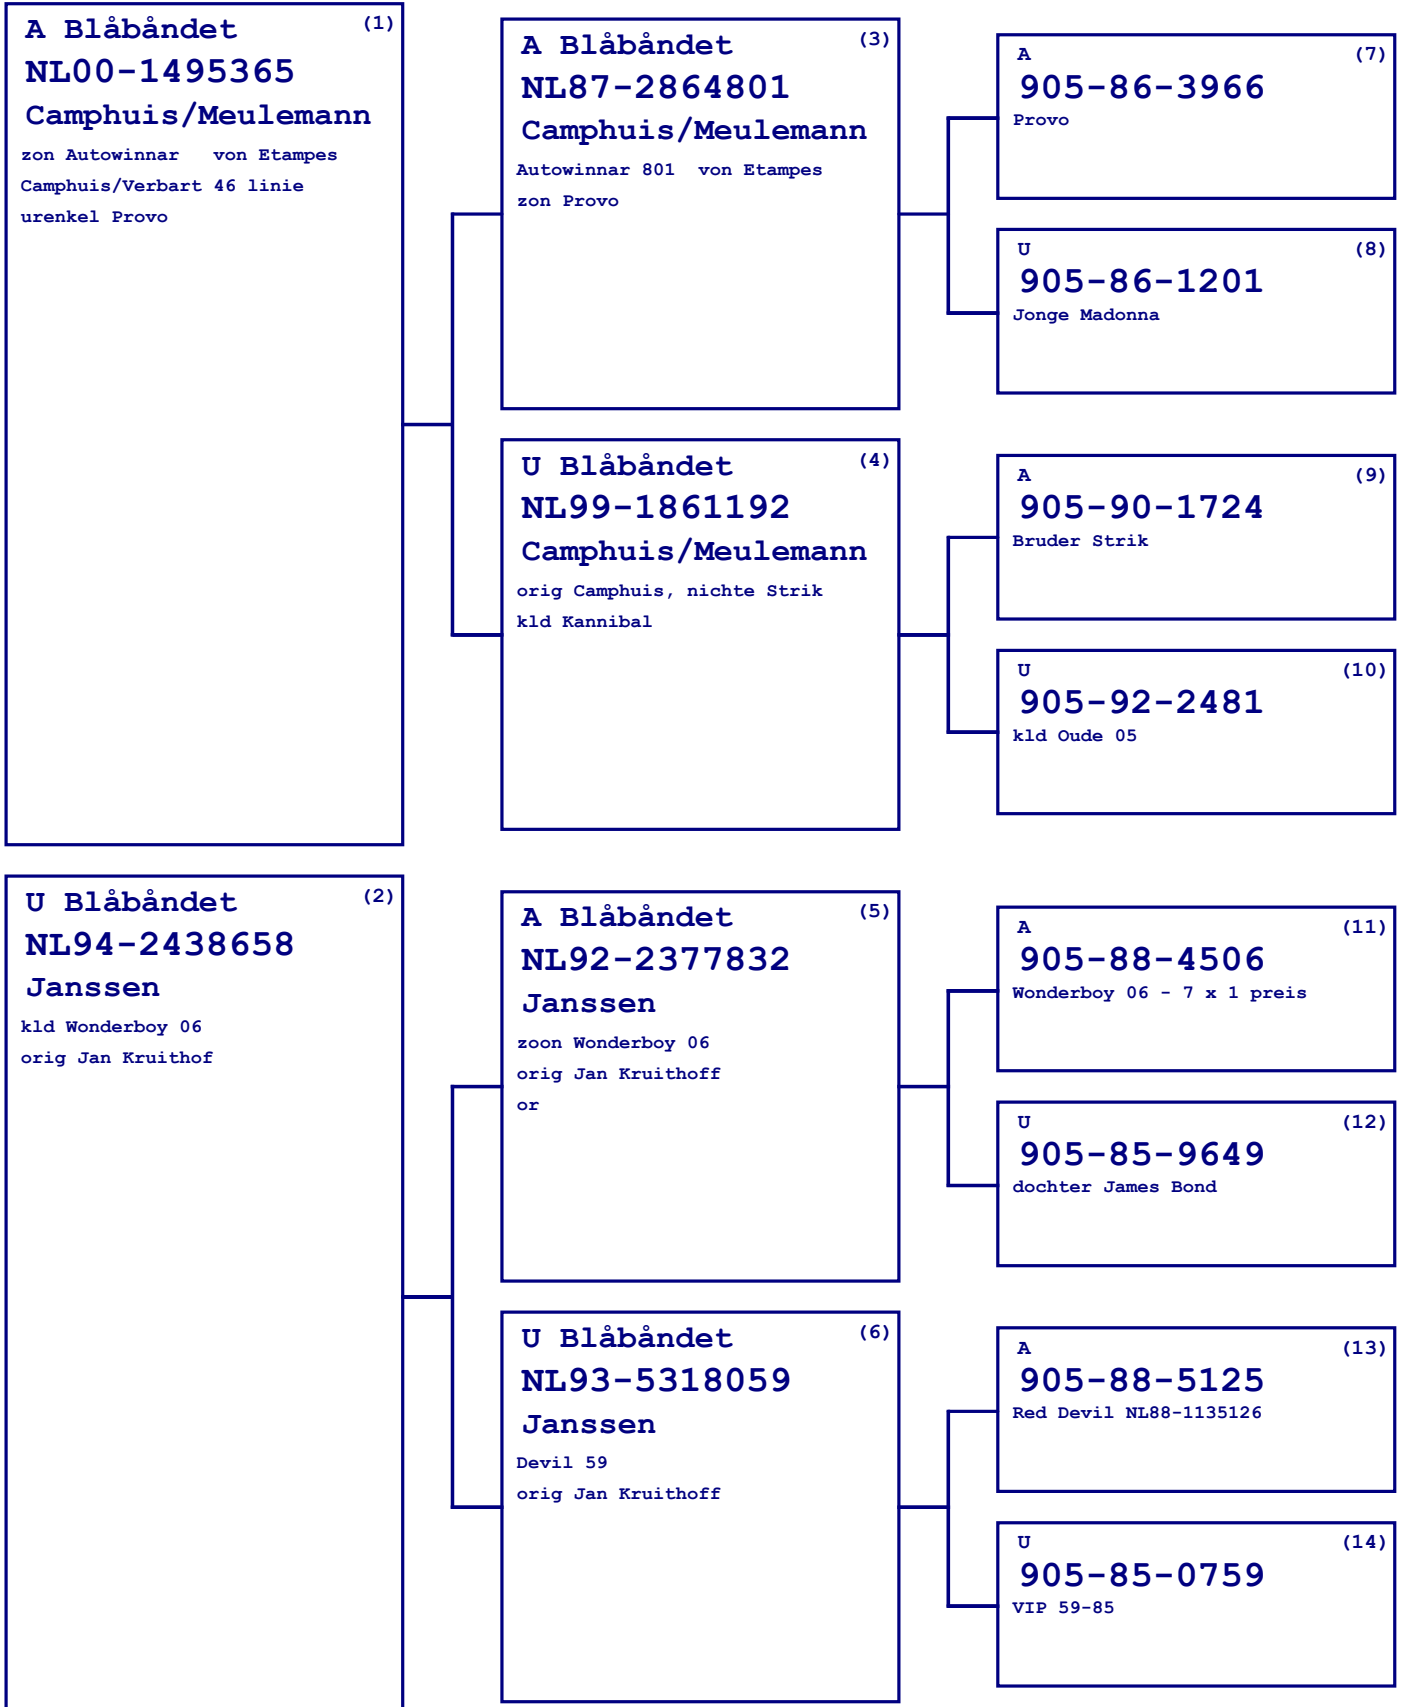 A Blåbåndet (1)
NL00-1495365
Camphuis/Meulemann
zon Autowinnar von Etampes
Camphuis/Verbart 46 linie
urenkel Provo
A Blåbåndet (3)
NL87-2864801
Camphuis/Meulemann
Autowinnar 801 von Etampes
zon Provo
A (7)
905-86-3966
Provo
U (8)
905-86-1201
Jonge Madonna
U Blåbåndet (4)
NL99-1861192
Camphuis/Meulemann
orig Camphuis, nichte Strik
kld Kannibal
A (9)
905-90-1724
Bruder Strik
U (10)
905-92-2481
kld Oude 05
U Blåbåndet (2)
NL94-2438658
Janssen
kld Wonderboy 06
orig Jan Kruithof
A Blåbåndet (5)
NL92-2377832
Janssen
zoon Wonderboy 06
orig Jan Kruithoff
or
A (11)
905-88-4506
Wonderboy 06 - 7 x 1 preis
U (12)
905-85-9649
dochter James Bond
U Blåbåndet (6)
NL93-5318059
Janssen
Devil 59
orig Jan Kruithoff
A (13)
905-88-5125
Red Devil NL88-1135126
U (14)
905-85-0759
VIP 59-85